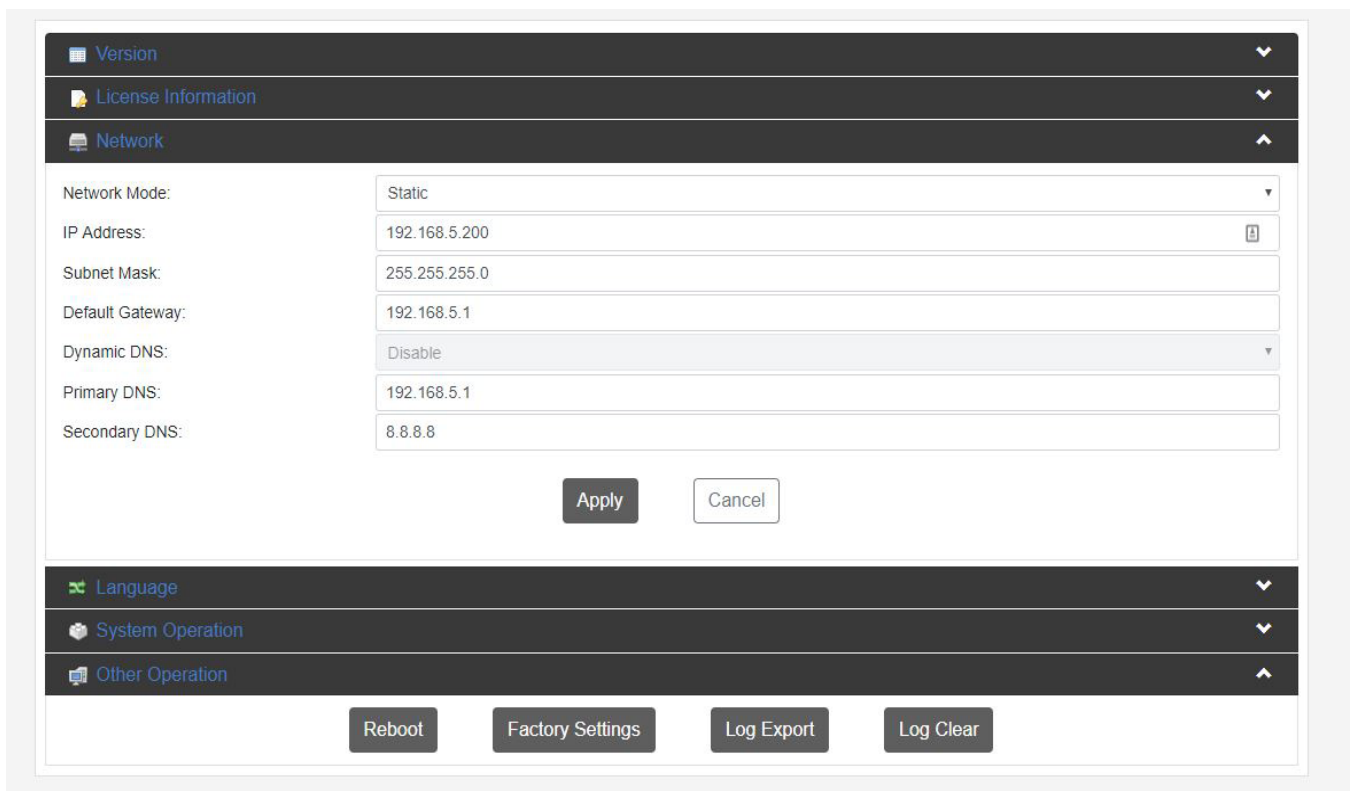 Version
License Information
Network
Network Mode: Static
IP Address: 192.168.5.200
Subnet Mask: 255.255.255.0
Default Gateway: 192.168.5.1
Dynamic DNS: Disable
Primary DNS: 192.168.5.1
Secondary DNS: 8.8.8.8
Apply Cancel
Language
System Operation
Other Operation
Reboot Factory Settings Log Export Log Clear